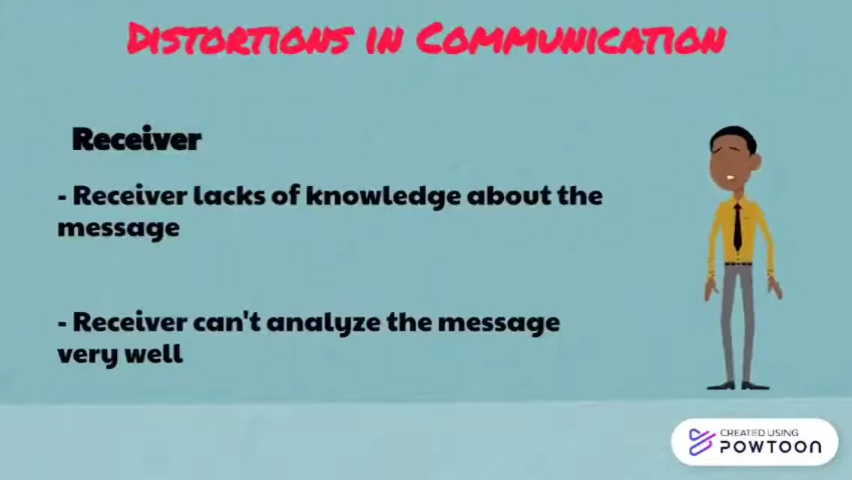 Distortions in Communication
Receiver
- Receiver lacks of knowledge about the
message
- Receiver can't analyze the message
very well
CREATED USING
POWTOON